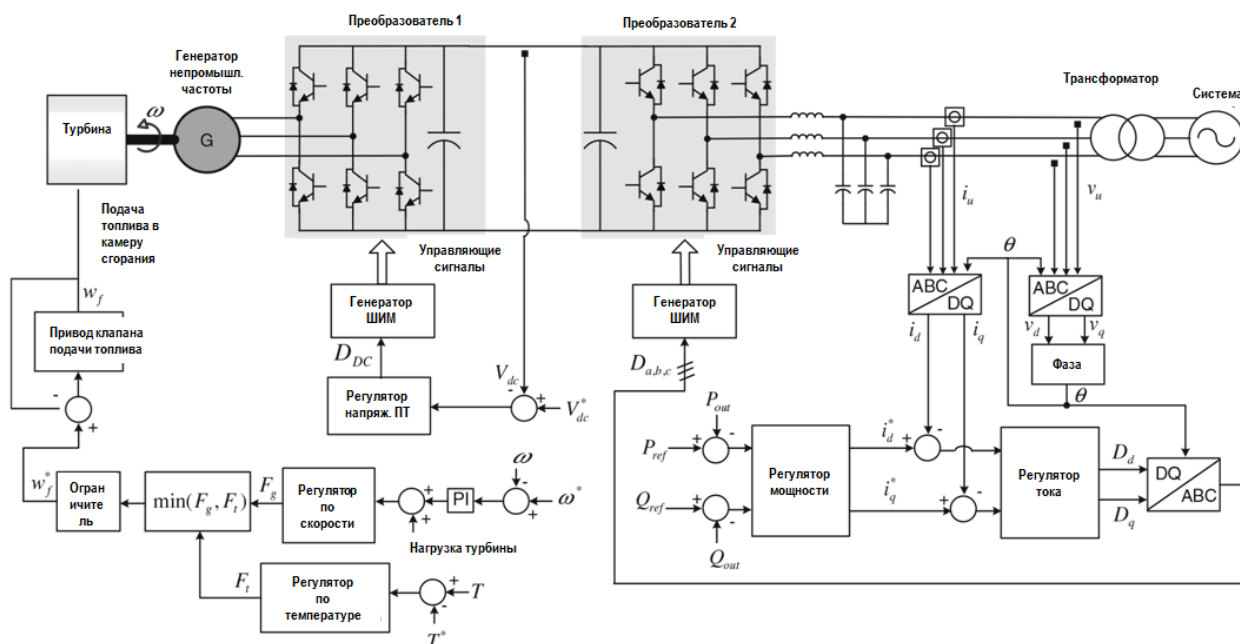 Преобразователь 1
Преобразователь 2
Генератор
непромышл.
частоты
Трансформатор
Система
Турбина
ω
G
Подача
топлива в
камеру
сгорания
Управляющие
сигналы
Управляющие
сигналы
i_u
v_u
θ
w_f
Генератор
ШИМ
Генератор
ШИМ
ABC
DQ
ABC
DQ
i_d
i_q
v_d
v_q
Привод клапана
подачи топлива
D_DC
V_dc
D_a,b,c
Фаза
θ
-
+
Регулятор
напряж. ПТ
-
+
V_dc^*
P_out
P_ref
+
-
i_d^*
+
-
w_f^*
Огран
ичите
ль
min(F_g, F_t)
F_g
Регулятор
по
скорости
+
+
PI
ω
-
+
ω^*
Нагрузка турбины
Регулятор
мощности
Регулятор
тока
D_d
D_q
DQ
ABC
Q_ref
+
-
Q_out
i_q^*
+
-
F_t
Регулятор
по
температуре
+
-
T
T^*